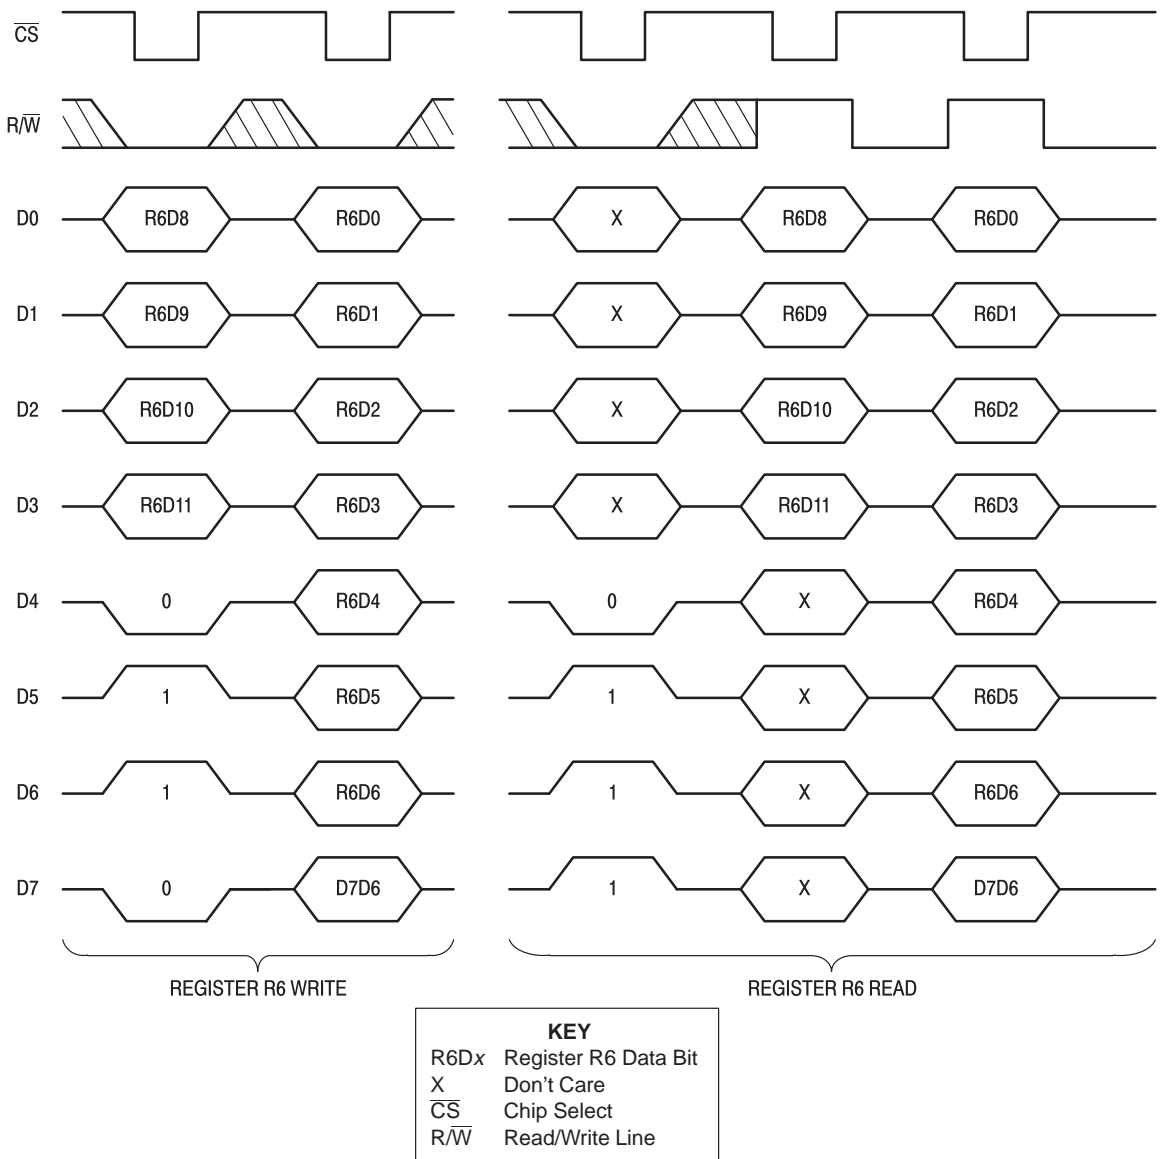 C̅S̅
R/W̅
D0 R6D8 R6D0 X R6D8 R6D0
D1 R6D9 R6D1 X R6D9 R6D1
D2 R6D10 R6D2 X R6D10 R6D2
D3 R6D11 R6D3 X R6D11 R6D3
D4 0 R6D4 0 X R6D4
D5 1 R6D5 1 X R6D5
D6 1 R6D6 1 X R6D6
D7 0 D7D6 1 X D7D6
REGISTER R6 WRITE REGISTER R6 READ
KEY
R6Dx Register R6 Data Bit
X Don't Care
C̅S̅ Chip Select
R/W̅ Read/Write Line